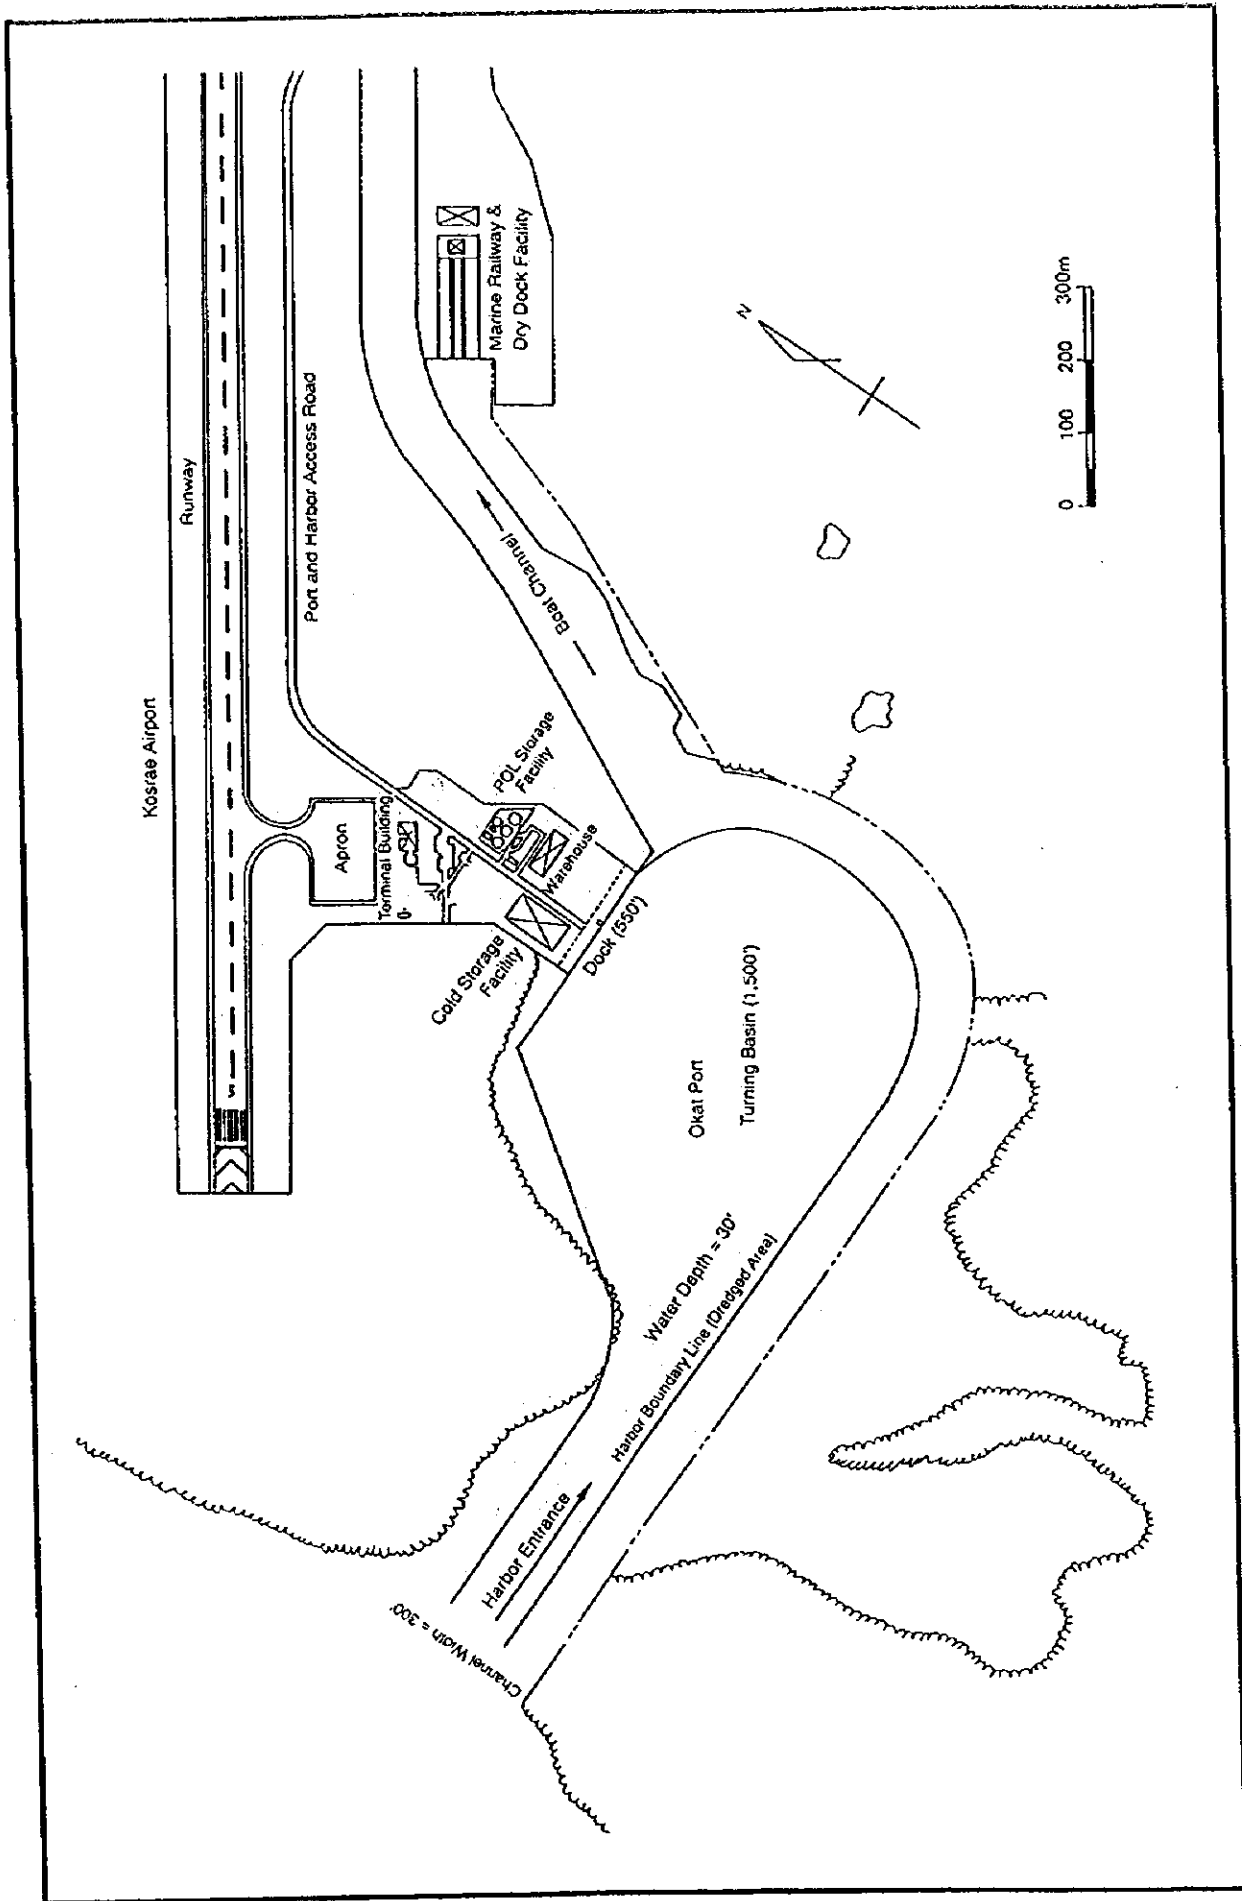 Kosrae Airport
Runway
Port and Harbor Access Road
Apron
Terminal Building
Marine Railway &
Dry Dock Facility
POL Storage
Facility
Warehouse
Cold Storage
Facility
Dock (550')
Boat Channel
Okat Port
Turning Basin (1,500')
Water Depth = 30'
Harbor Boundary Line (Dredged Area)
Harbor Entrance
Channel Width = 300'
N
0 100 200 300m